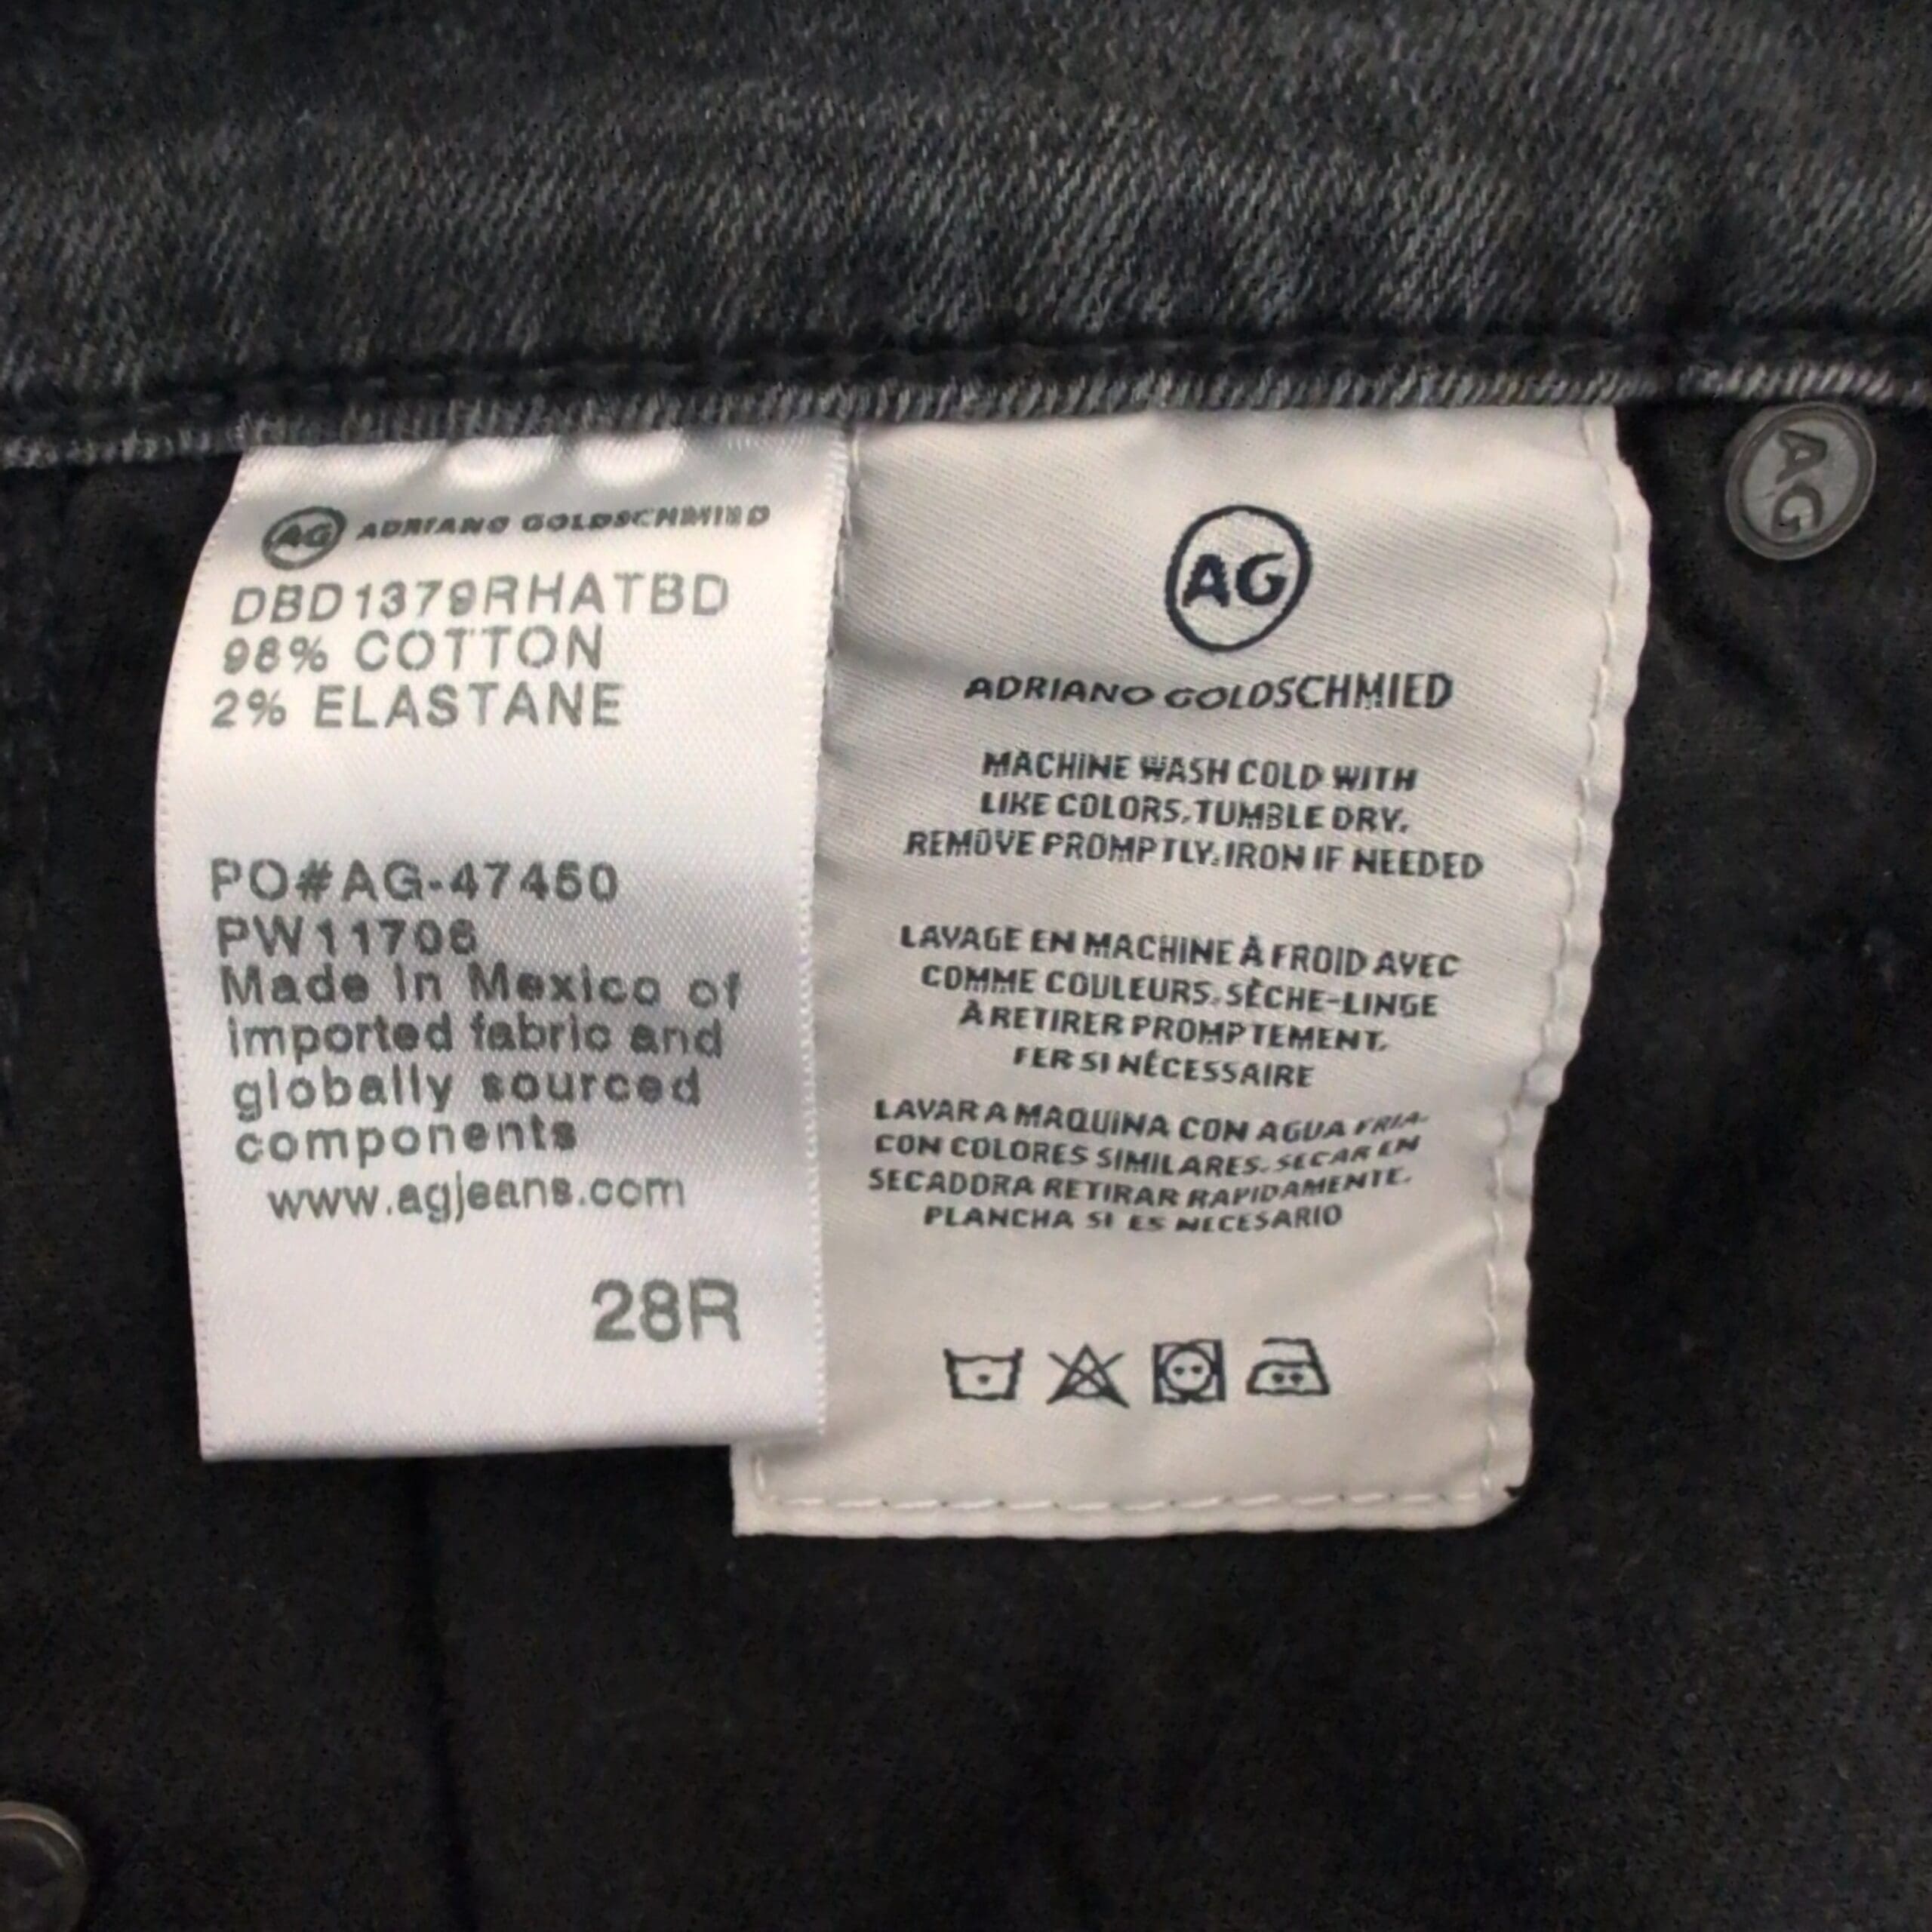 AG ADRIANO GOLDSCHMIED
DBD1379RHATBD
98% COTTON
2% ELASTANE
PO#AG-47450
PW11706
Made in Mexico of
imported fabric and
globally sourced
components
www.agjeans.com
28R
AG
ADRIANO GOLDSCHMIED
MACHINE WASH COLD WITH
LIKE COLORS, TUMBLE DRY.
REMOVE PROMPTLY, IRON IF NEEDED
LAVAGE EN MACHINE À FROID AVEC
COMME COULEURS, SÈCHE-LINGE
À RETIRER PROMPTEMENT.
FER SI NÉCESSAIRE
LAVAR A MAQUINA CON AGUA FRIA
CON COLORES SIMILARES. SECAR EN
SECADORA RETIRAR RAPIDAMENTE.
PLANCHA SI ES NECESARIO
AG